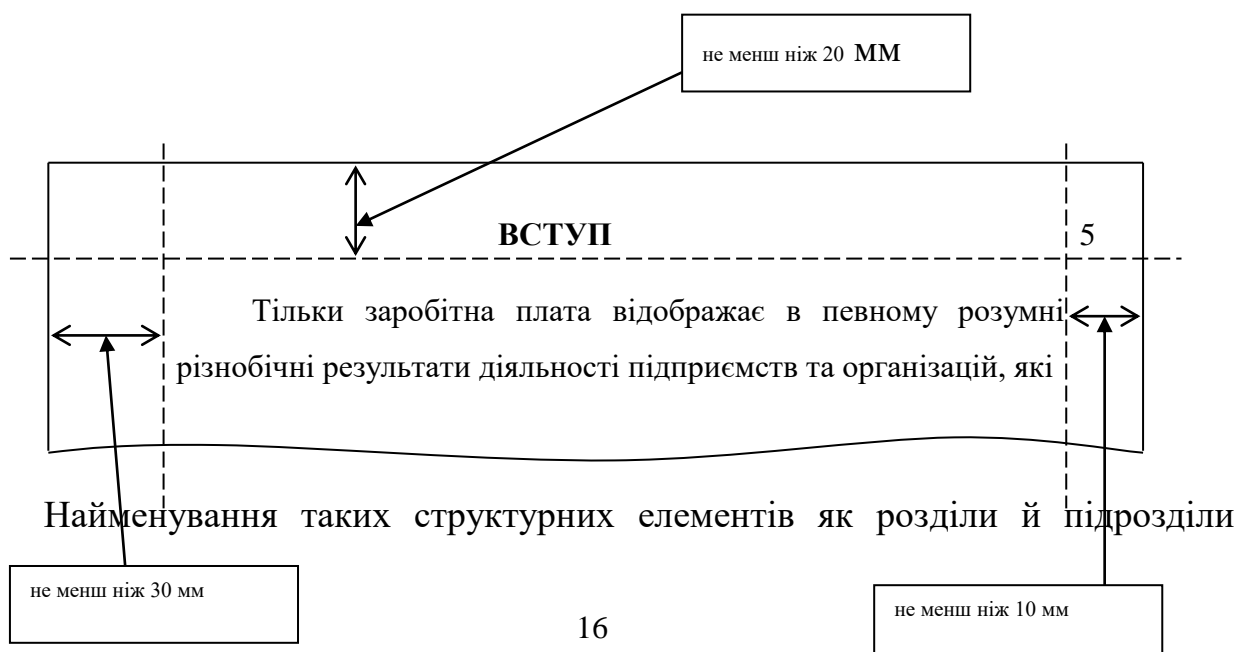 не менш ніж 20 мм
ВСТУП 5
Тільки заробітна плата відображає в певному розумні
різнобічні результати діяльності підприємств та організацій, які
Найменування таких структурних елементів як розділи й підрозділи
не менш ніж 30 мм
не менш ніж 10 мм
16